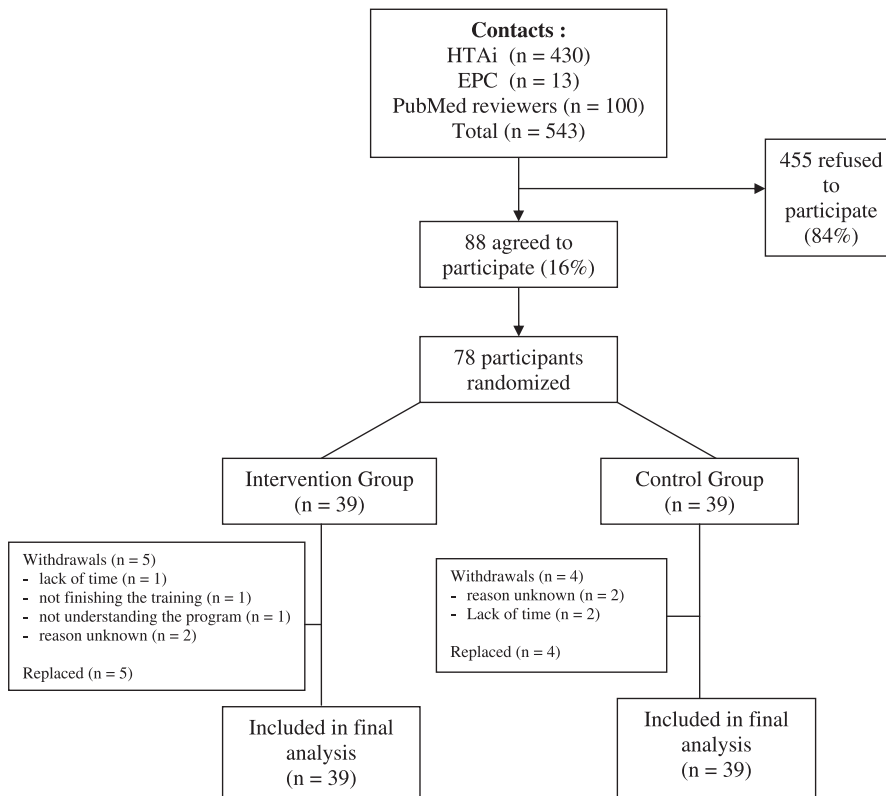 Contacts :
HTAi (n = 430)
EPC (n = 13)
PubMed reviewers (n = 100)
Total (n = 543)
455 refused
to
participate
(84%)
88 agreed to
participate (16%)
78 participants
randomized
Intervention Group
(n = 39)
Control Group
(n = 39)
Withdrawals (n = 5)
- lack of time (n = 1)
- not finishing the training (n = 1)
- not understanding the program (n = 1)
- reason unknown (n = 2)
Replaced (n = 5)
Withdrawals (n = 4)
- reason unknown (n = 2)
- Lack of time (n = 2)
Replaced (n = 4)
Included in final
analysis
(n = 39)
Included in final
analysis
(n = 39)